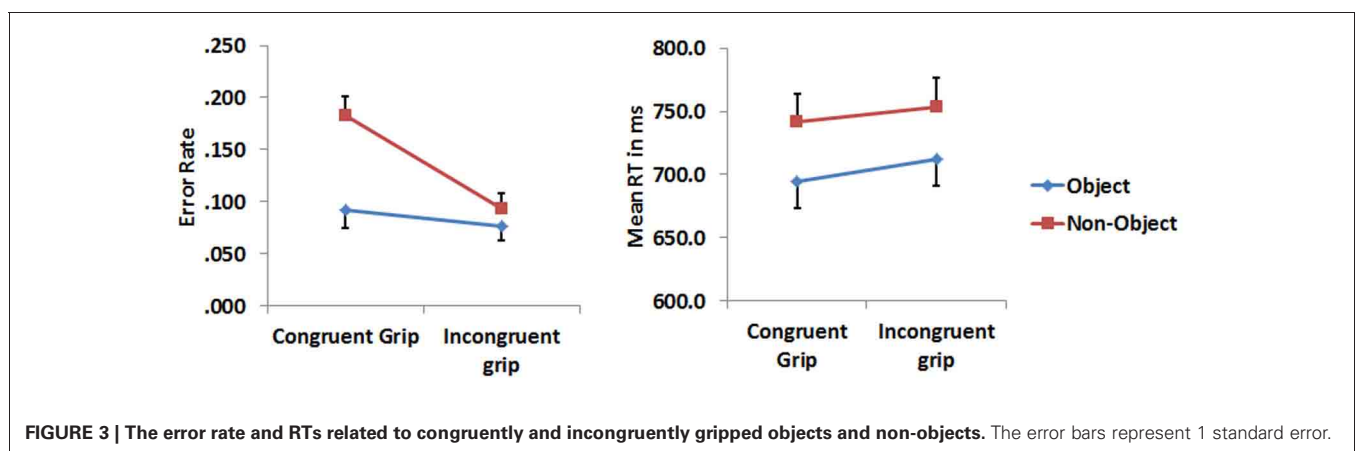 .250
.200
.150
.100
.050
.000
Error Rate
Congruent Grip
Incongruent
grip
800.0
750.0
700.0
650.0
600.0
Mean RT in ms
Congruent
Grip
Incongruent
grip
Object
Non-Object
FIGURE 3 | The error rate and RTs related to congruently and incongruently gripped objects and non-objects. The error bars represent 1 standard error.